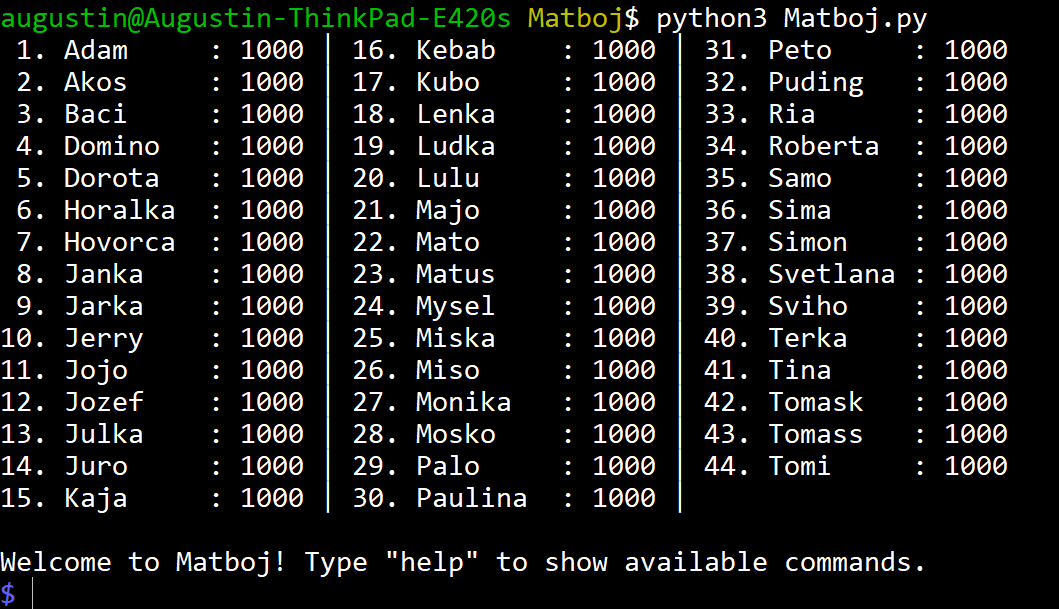 augustin@Augustin-ThinkPad-E420s Matboj$ python3 Matboj.py
 1. Adam     : 1000 | 16. Kebab    : 1000 | 31. Peto     : 1000
 2. Akos     : 1000 | 17. Kubo     : 1000 | 32. Puding   : 1000
 3. Baci     : 1000 | 18. Lenka    : 1000 | 33. Ria      : 1000
 4. Domino   : 1000 | 19. Ludka    : 1000 | 34. Roberta  : 1000
 5. Dorota   : 1000 | 20. Lulu     : 1000 | 35. Samo     : 1000
 6. Horalka  : 1000 | 21. Majo     : 1000 | 36. Sima     : 1000
 7. Hovorca  : 1000 | 22. Mato     : 1000 | 37. Simon    : 1000
 8. Janka    : 1000 | 23. Matus    : 1000 | 38. Svetlana : 1000
 9. Jarka    : 1000 | 24. Mysel    : 1000 | 39. Sviho    : 1000
10. Jerry    : 1000 | 25. Miska    : 1000 | 40. Terka    : 1000
11. Jojo     : 1000 | 26. Miso     : 1000 | 41. Tina     : 1000
12. Jozef    : 1000 | 27. Monika   : 1000 | 42. Tomask   : 1000
13. Julka    : 1000 | 28. Mosko    : 1000 | 43. Tomass   : 1000
14. Juro     : 1000 | 29. Palo     : 1000 | 44. Tomi     : 1000
15. Kaja     : 1000 | 30. Paulina  : 1000 |
Welcome to Matboj! Type "help" to show available commands.
$